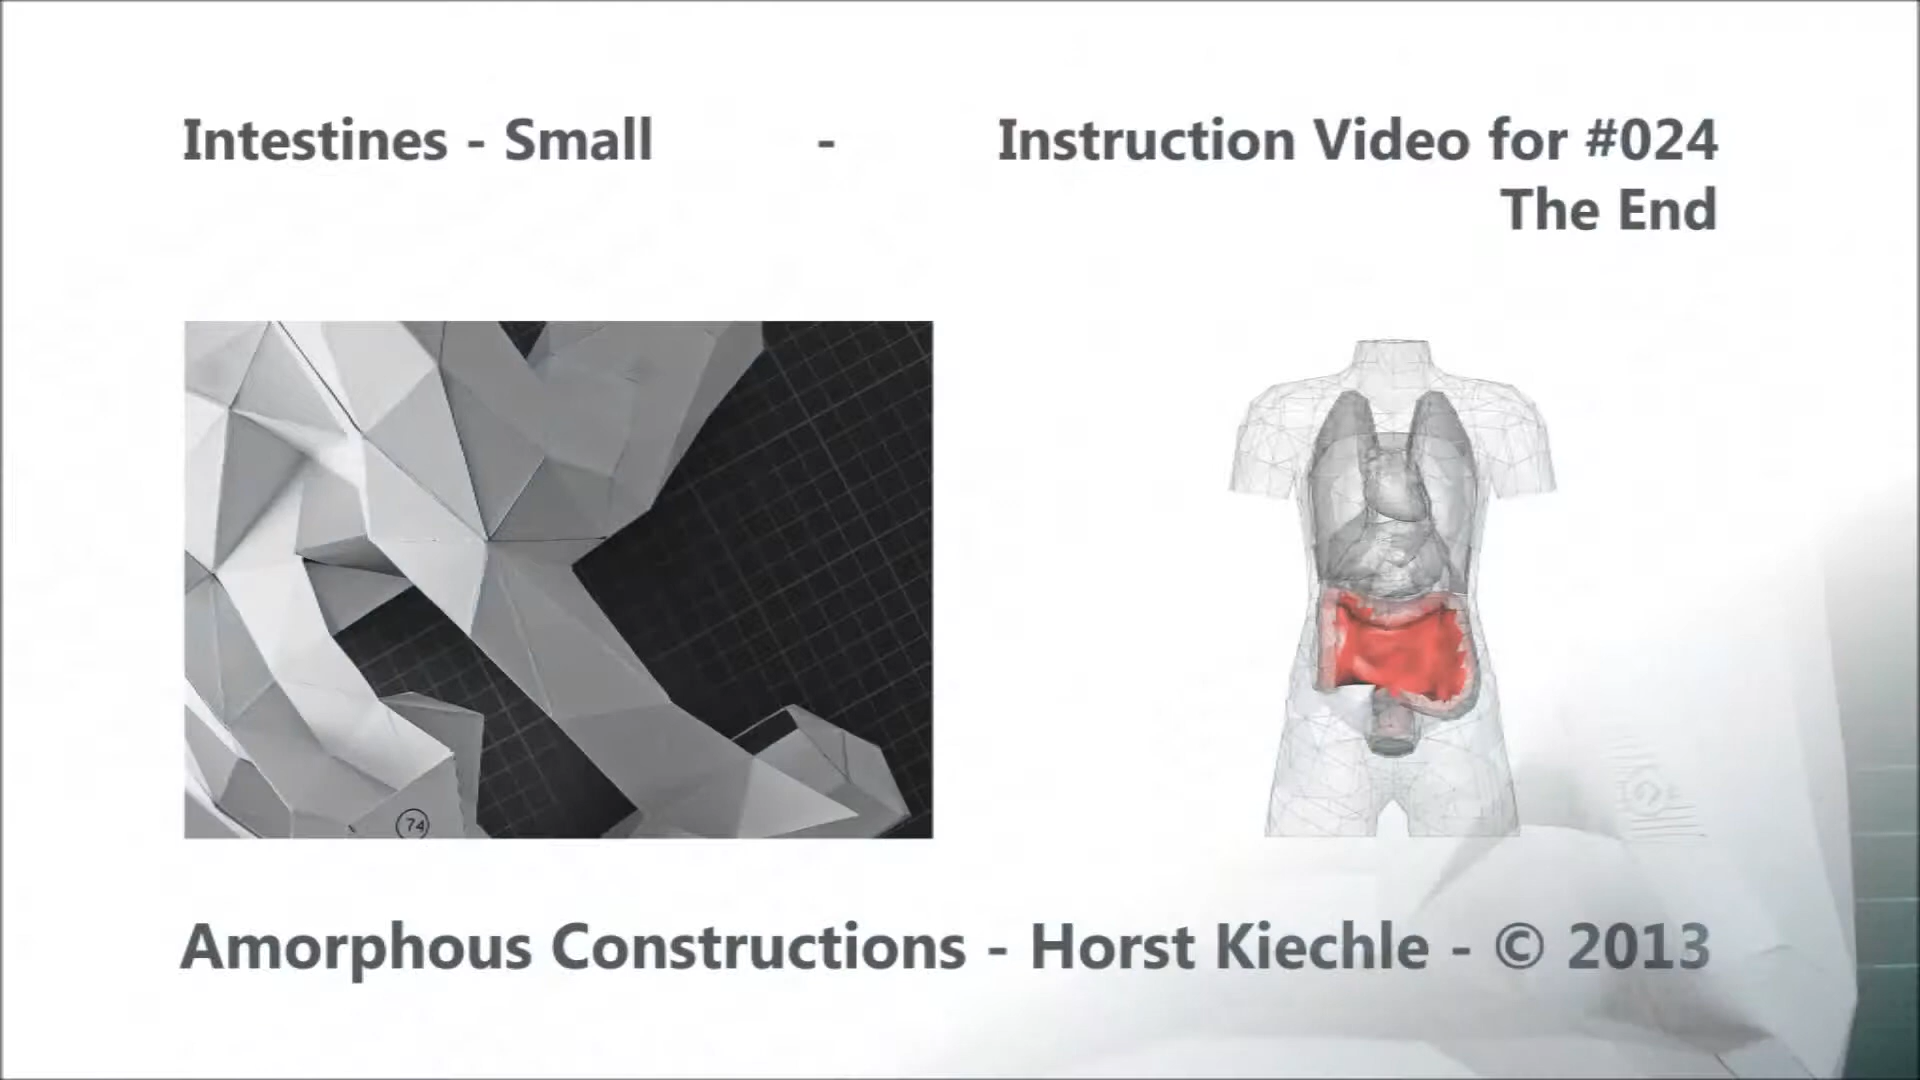 Intestines - Small - Instruction Video for #024
The End
74
Amorphous Constructions - Horst Kiechle - © 2013